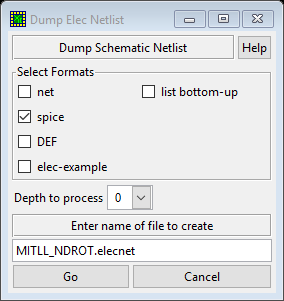 Dump Elec Netlist
Dump Schematic Netlist Help
Select Formats
net list bottom-up
spice
DEF
elec-example
Depth to process 0
Enter name of file to create
MITLL_NDROT.elecnet
Go Cancel